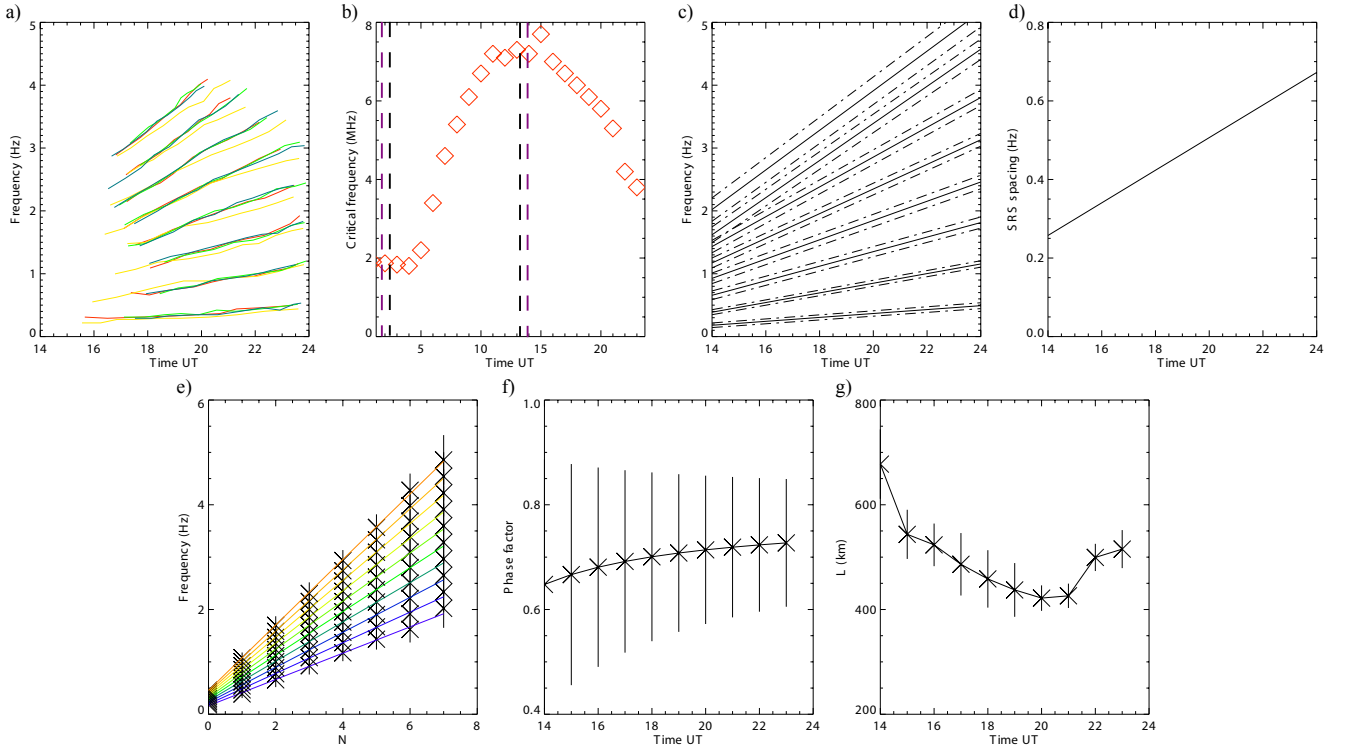 a)
5
4
3
2
1
0
Frequency (Hz)
14 16 18 20 22 24
Time UT
b)
8
6
4
2
0
Critical frequency (MHz)
5 10 15 20
Time UT
c)
5
4
3
2
1
0
Frequency (Hz)
14 16 18 20 22 24
Time UT
d)
0.8
0.6
0.4
0.2
0.0
SRS spacing (Hz)
14 16 18 20 22 24
Time UT
e)
6
4
2
0
Frequency (Hz)
0 2 4 6 8
N
f)
1.0
0.8
0.6
0.4
Phase factor
14 16 18 20 22 24
Time UT
g)
800
600
400
200
L (km)
14 16 18 20 22 24
Time UT